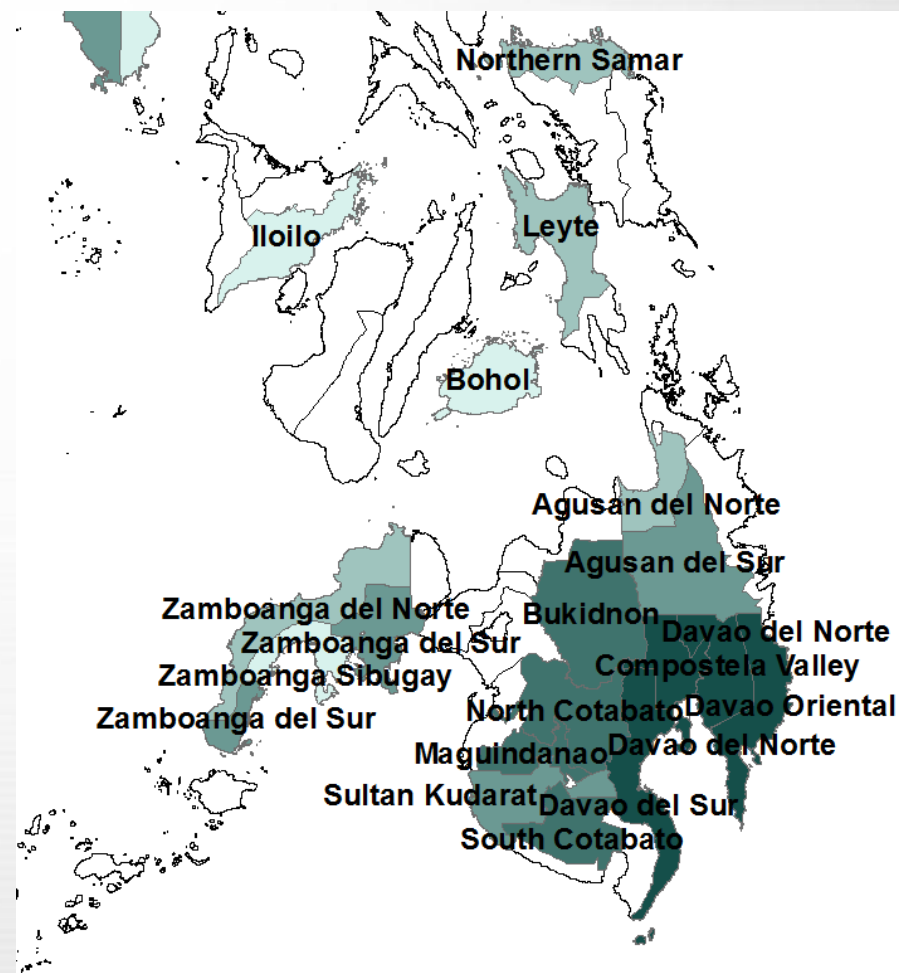 Northern Samar
Iloilo
Leyte
Bohol
Agusan del Norte
Agusan del Sur
Zamboanga del Norte
Bukidnon
Davao del Norte
Zamboanga del Sur
Compostela Valley
Zamboanga Sibugay
North Cotabato
Davao Oriental
Zamboanga del Sur
Maguindanao
Davao del Norte
Sultan Kudarat
Davao del Sur
South Cotabato